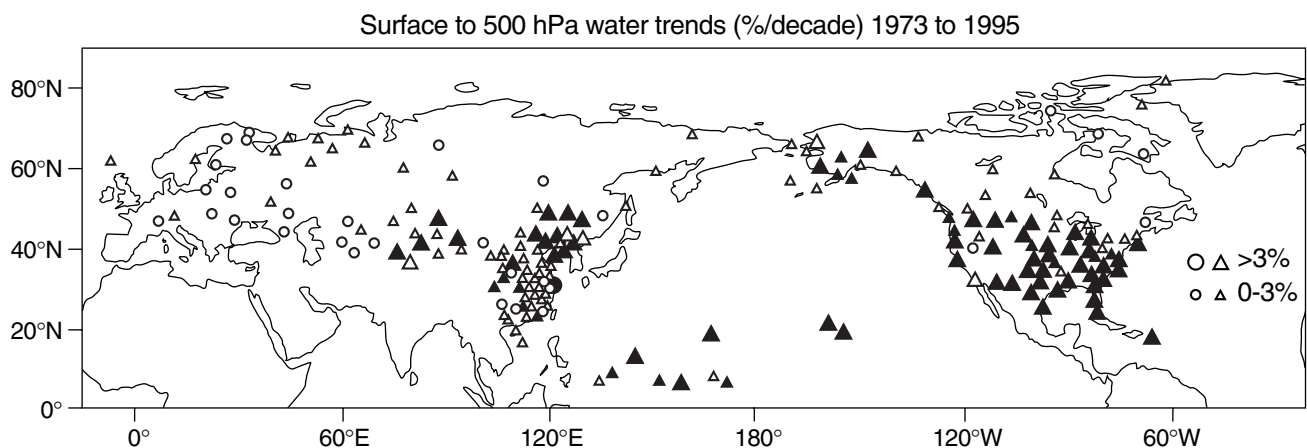 Surface to 500 hPa water trends (%/decade) 1973 to 1995
80°N
60°N
40°N
20°N
0°
>3%
0-3%
0° 60°E 120°E 180° 120°W 60°W